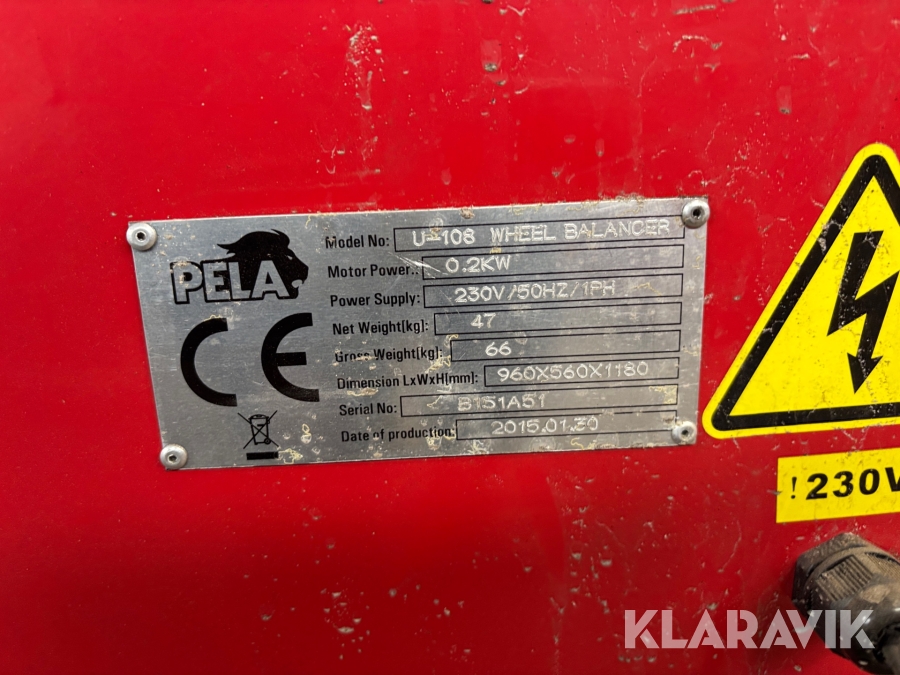 PELA
CE
Model No: U-108 WHEEL BALANCER
Motor Power.: 0.2KW
Power Supply: 230V/50HZ/1PH
Net Weight(kg): 47
Gross Weight(kg): 66
Dimension LxWxH(mm): 960X560X1180
Serial No: B151A51
Date of production: 2015.01.30
!230V
KLARAVIK